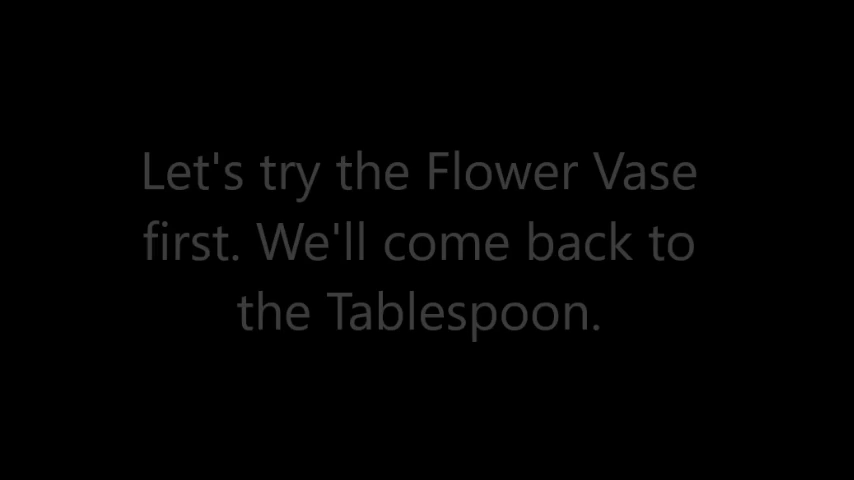 Let's try the Flower Vase
first. We'll come back to
the Tablespoon.